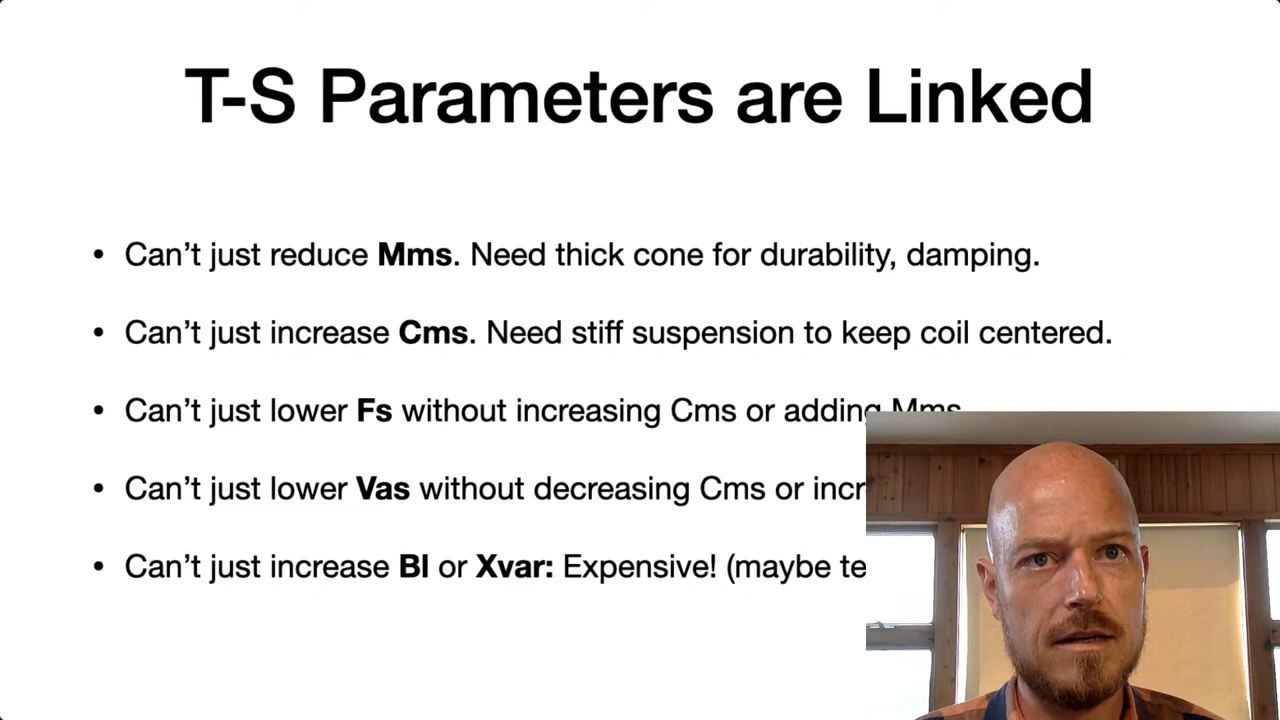 T-S Parameters are Linked
• Can’t just reduce Mms. Need thick cone for durability, damping.
• Can’t just increase Cms. Need stiff suspension to keep coil centered.
• Can’t just lower Fs without increasing Cms or adding Mms
• Can’t just lower Vas without decreasing Cms or incr
• Can’t just increase Bl or Xvar: Expensive! (maybe te